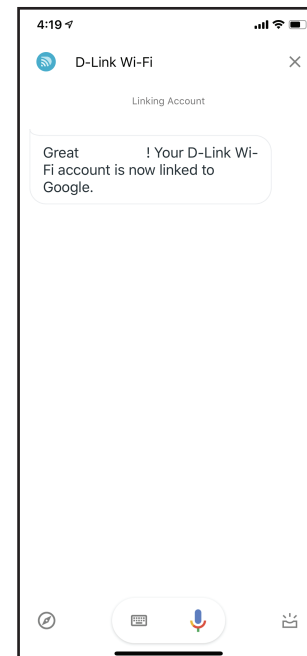 4:19
D-Link Wi-Fi
Linking Account
Great ! Your D-Link Wi-
Fi account is now linked to
Google.